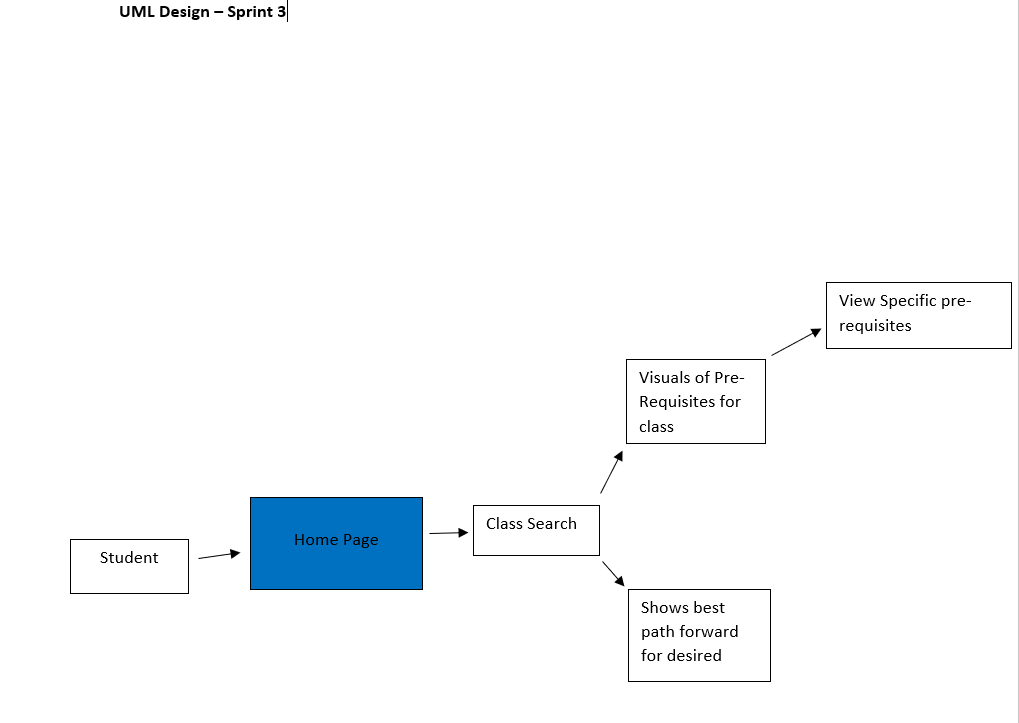 UML Design – Sprint 3
View Specific pre-
requisites
Visuals of Pre-
Requisites for
class
Class Search
Home Page
Student
Shows best
path forward
for desired